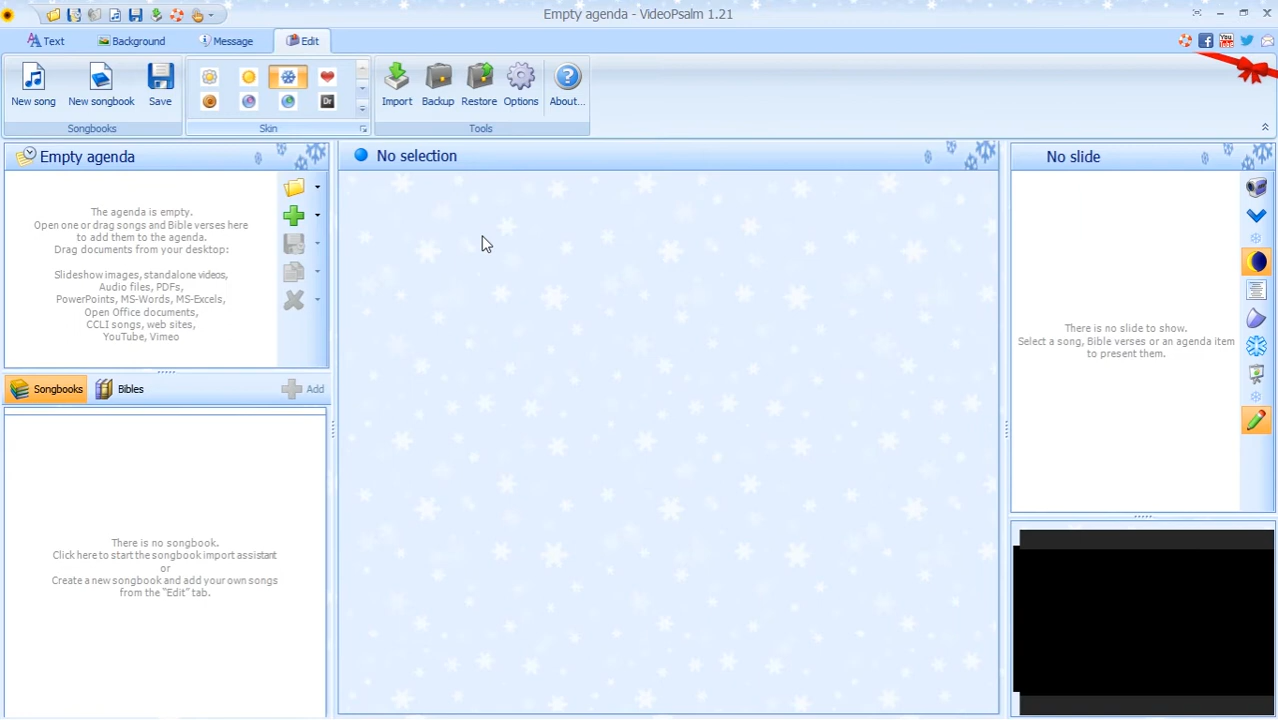 Empty agenda - VideoPsalm 1.21
Text
Background
Message
Edit
New song
New songbook
Save
Songbooks
Dr
Skin
Import
Backup
Restore
Options
About...
Tools
Empty agenda
The agenda is empty.
Open one or drag songs and Bible verses here
to add them to the agenda.
Drag documents from your desktop:
Slideshow images, standalone videos,
Audio files, PDFs,
PowerPoints, MS-Words, MS-Excels,
Open Office documents,
CCLI songs, web sites,
YouTube, Vimeo
Songbooks
Bibles
Add
There is no songbook.
Click here to start the songbook import assistant
or
Create a new songbook and add your own songs
from the "Edit" tab.
No selection
No slide
There is no slide to show.
Select a song, Bible verses or an agenda item
to present them.